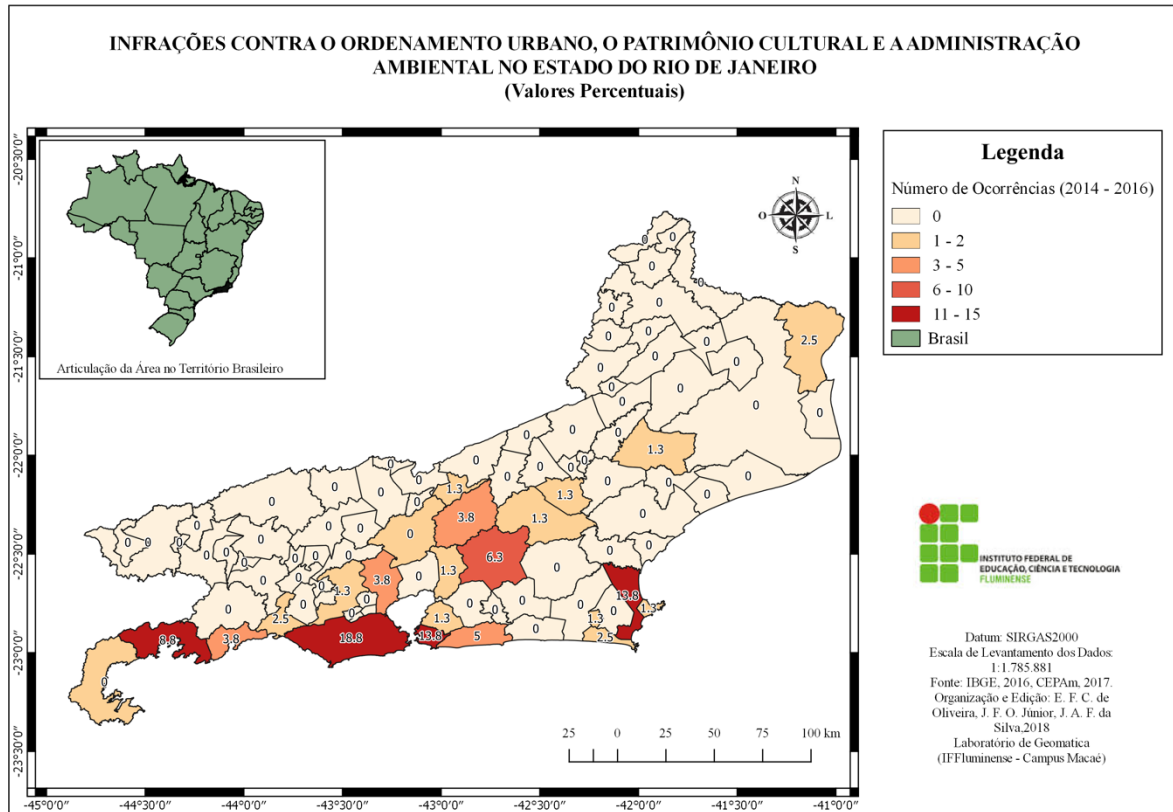 INFRAÇÕES CONTRA O ORDENAMENTO URBANO, O PATRIMÔNIO CULTURAL E A ADMINISTRAÇÃO
AMBIENTAL NO ESTADO DO RIO DE JANEIRO
(Valores Percentuais)
Articulação da Área no Território Brasileiro
N
O L
S
Legenda
Número de Ocorrências (2014 - 2016)
0
1 - 2
3 - 5
6 - 10
11 - 15
Brasil
-20°30'0"
-21°0'0"
-21°30'0"
-22°0'0"
-22°30'0"
-23°0'0"
-23°30'0"
2.5
1.3
1.3
1.3
1.3
3.8
6.3
0
1.3
3.8
1.3
2.5
1.3
13.8
1.3
1.3
2.5
8.8
3.8
18.8
13.8
5
0
25 0 25 50 75 100 km
-45°0'0" -44°30'0" -44°0'0" -43°30'0" -43°0'0" -42°30'0" -42°0'0" -41°30'0" -41°0'0"
INSTITUTO FEDERAL DE
EDUCAÇÃO, CIÊNCIA E TECNOLOGIA
FLUMINENSE
Datum: SIRGAS2000
Escala de Levantamento dos Dados:
1:1.785.881
Fonte: IBGE, 2016, CEPAm, 2017.
Organização e Edição: E. F. C. de
Oliveira, J. F. O. Júnior, J. A. F. da
Silva,2018
Laboratório de Geomatica
(IFFluminense - Campus Macaé)